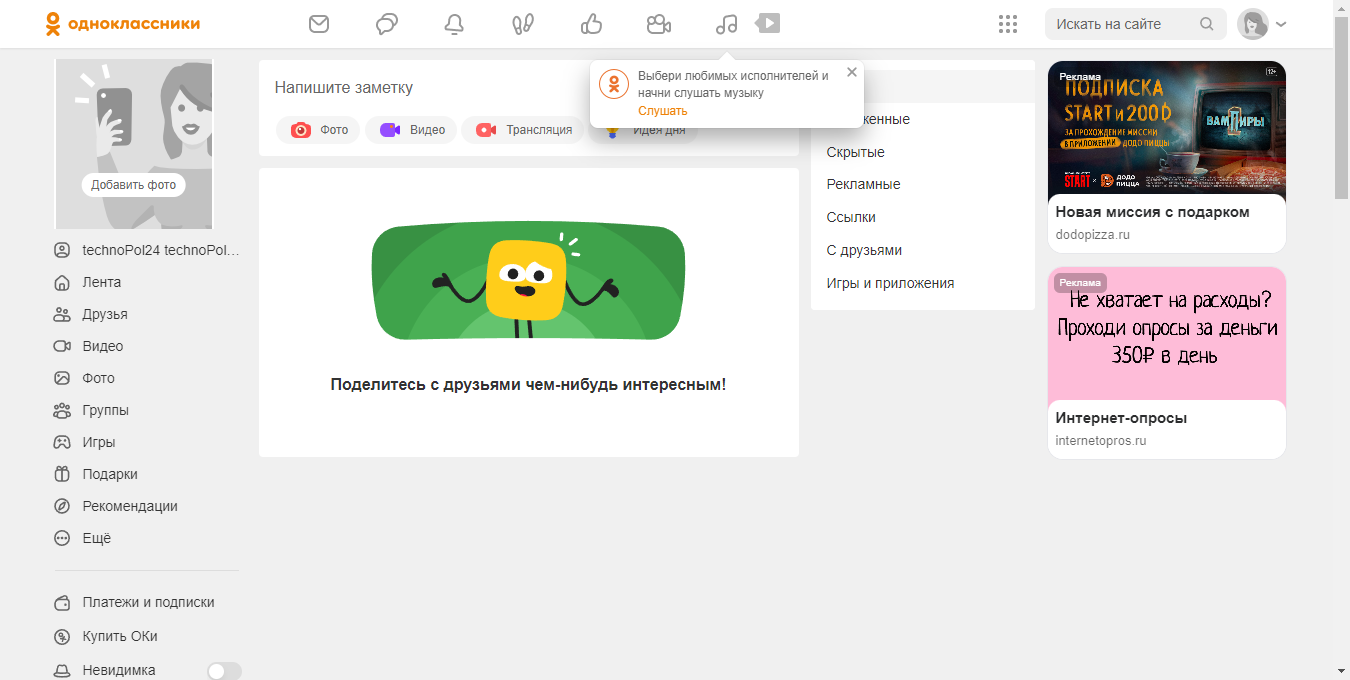 одноклассники
Искать на сайте
Добавить фото
technoPol24 technoPol…
Лента
Друзья
Видео
Фото
Группы
Игры
Подарки
Рекомендации
Ещё
Платежи и подписки
Купить ОКи
Невидимка
Напишите заметку
Фото
Видео
Трансляция
Идея дня
Выбери любимых исполнителей и
начни слушать музыку
Слушать
Поделитесь с друзьями чем-нибудь интересным!
женные
Скрытые
Рекламные
Ссылки
С друзьями
Игры и приложения
Реклама
12+
ПОДПИСКА
START и 200
ЗА ПРОХОЖДЕНИЕ МИССИИ
В ПРИЛОЖЕНИИ ДОДО ПИЦЦЫ
ВАМПИРЫ
START × ДОДО ПИЦЦА
Новая миссия с подарком
dodopizza.ru
Реклама
Не хватает на расходы?
Проходи опросы за деньги
350₽ в день
Интернет-опросы
internetopros.ru